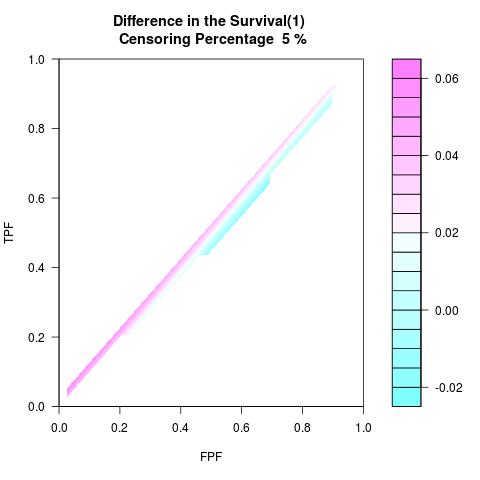 Difference in the Survival(1)
Censoring Percentage 5 %
1.0
0.8
0.6
0.4
0.2
0.0
TPF
0.0 0.2 0.4 0.6 0.8 1.0
FPF
0.06
0.04
0.02
0.00
-0.02